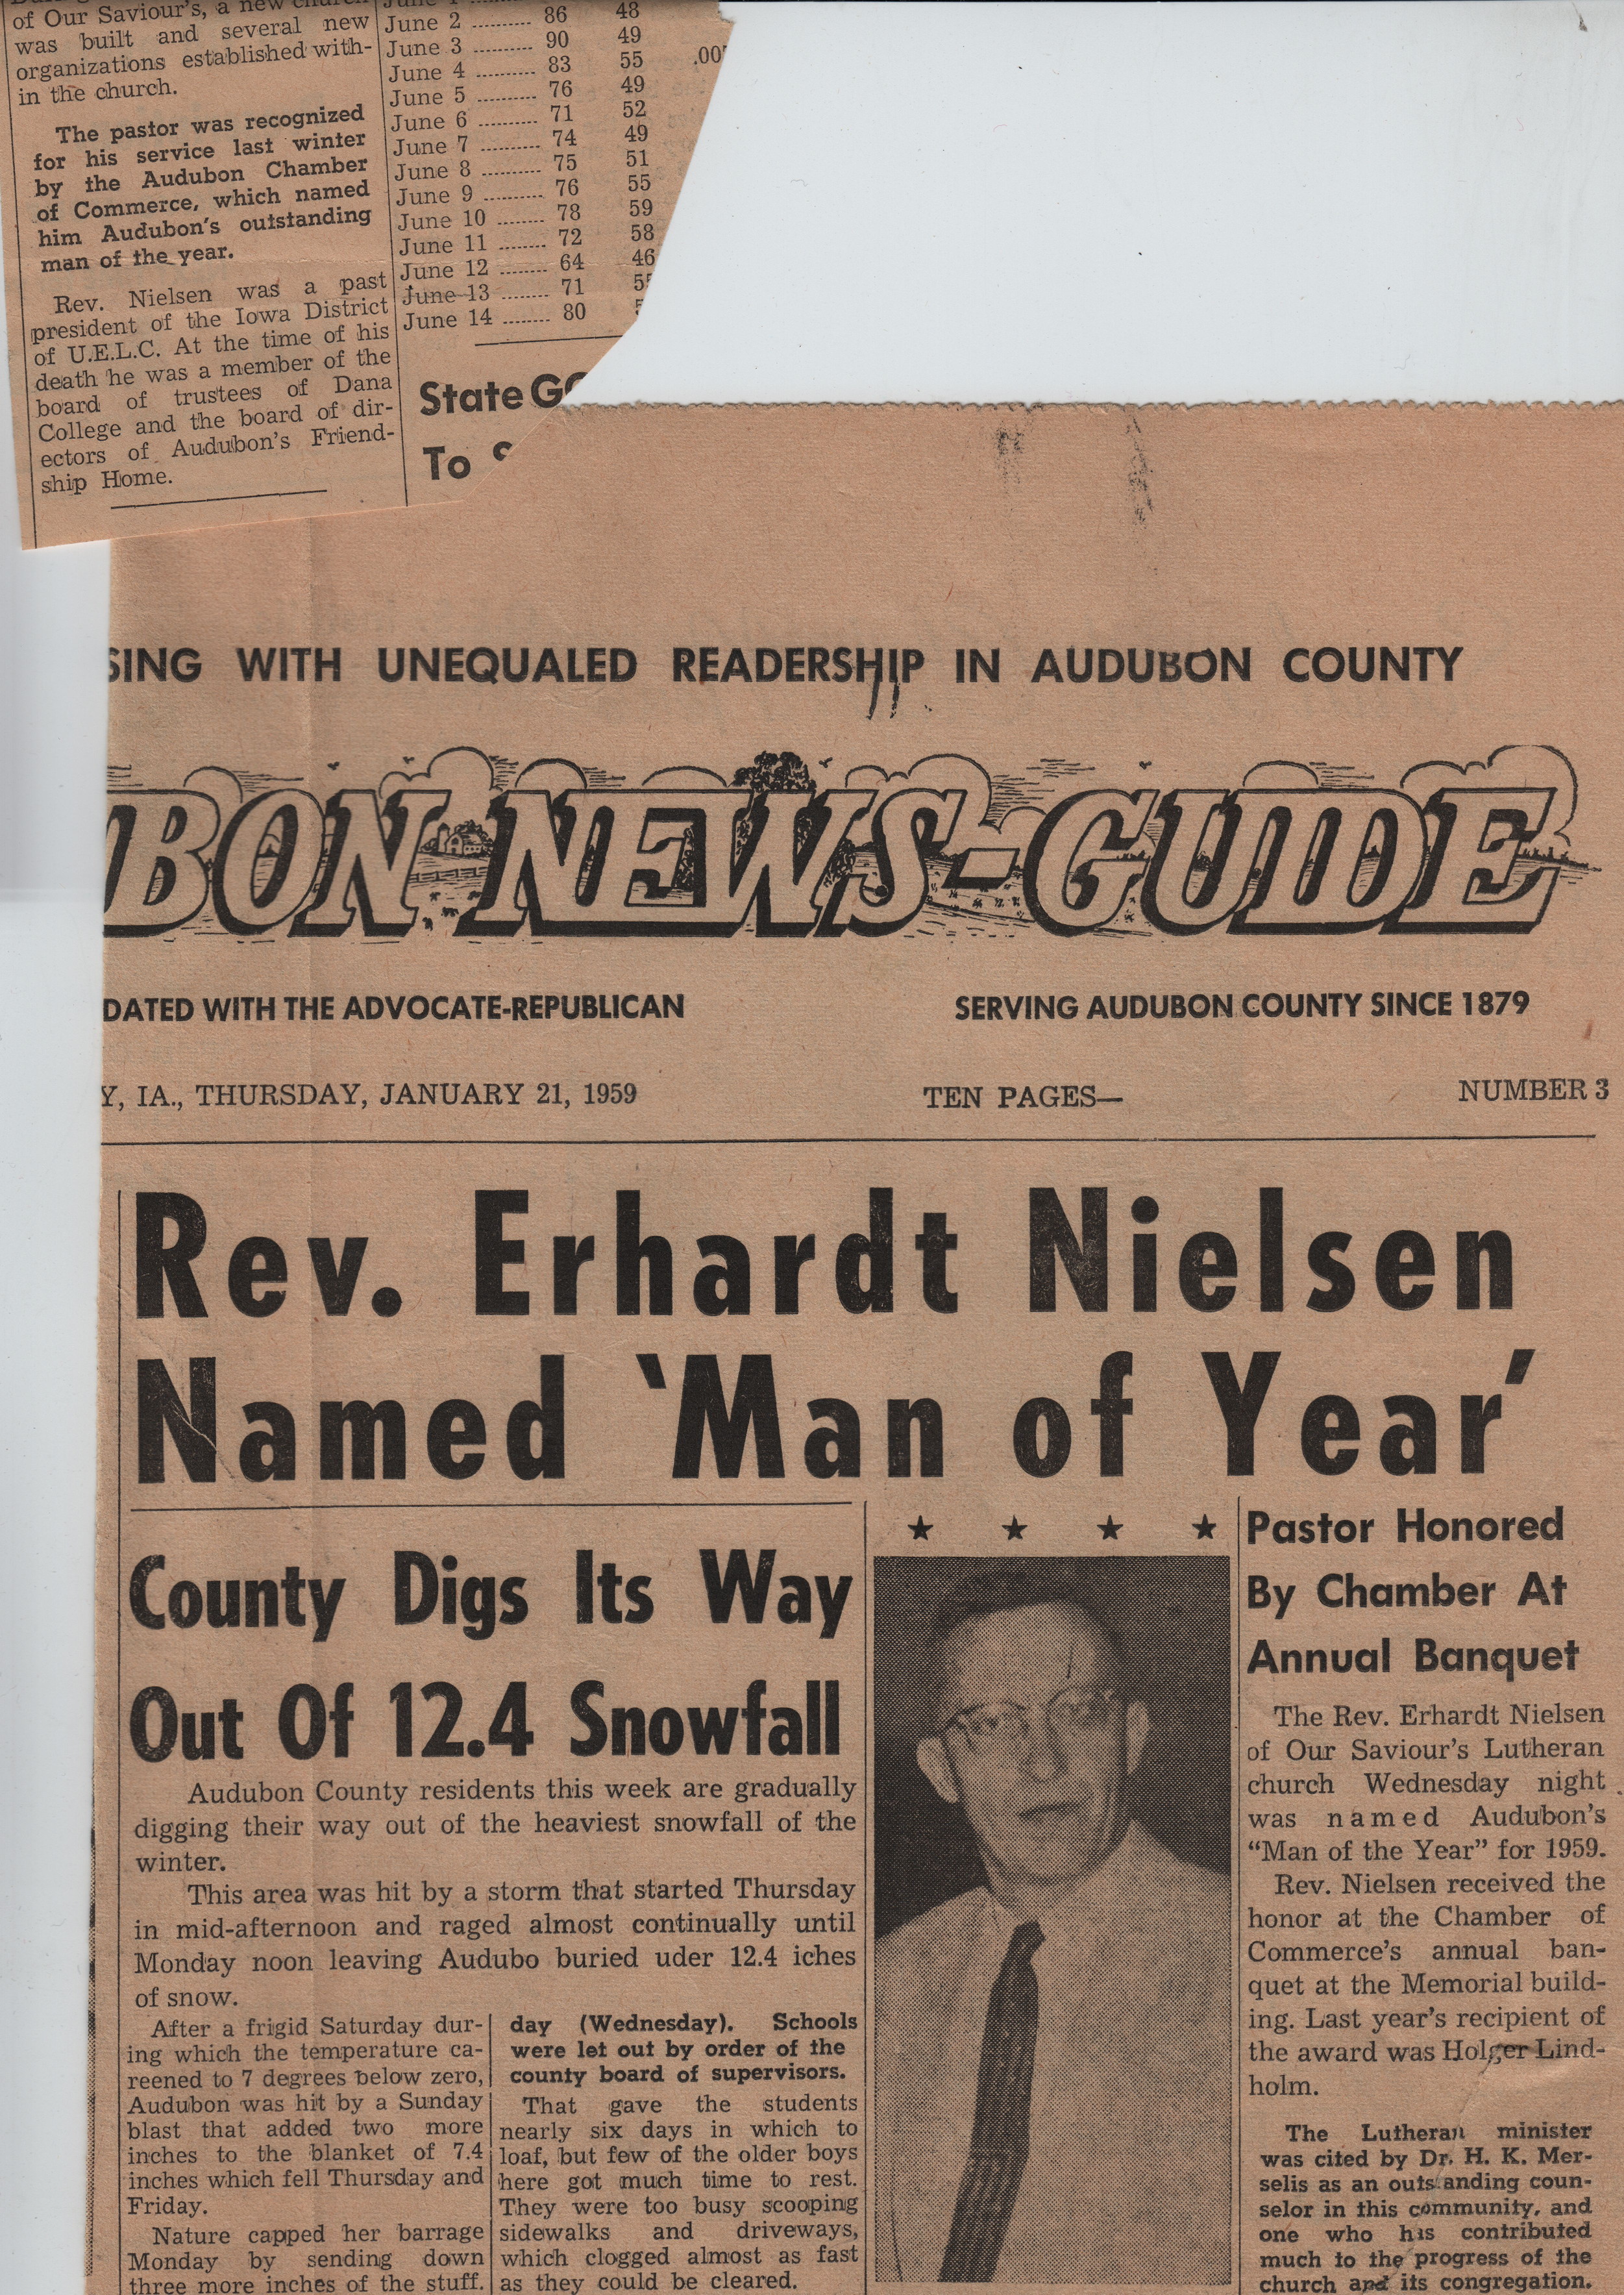 of Our Saviour's, a new church
was built and several new
organizations established with-
in the church.
The pastor was recognized
for his service last winter
by the Audubon Chamber
of Commerce, which named
him Audubon's outstanding
man of the year.
Rev. Nielsen was a past
president of the Iowa District
of U.E.L.C. At the time of his
death he was a member of the
board of trustees of Dana
College and the board of dir-
ectors of Audubon's Friend-
ship Home.
June 2 .......... 86 48
June 3 .......... 90 49
June 4 .......... 83 55 .00
June 5 .......... 76 49
June 6 .......... 71 52
June 7 .......... 74 49
June 8 .......... 75 51
June 9 .......... 76 55
June 10 ........ 78 59
June 11 ........ 72 58
June 12 ........ 64 46
June 13 ........ 71 55
June 14 ........ 80
State
To
SING WITH UNEQUALED READERSHIP IN AUDUBON COUNTY
BON NEWS-GUIDE
DATED WITH THE ADVOCATE-REPUBLICAN SERVING AUDUBON COUNTY SINCE 1879
Y, IA., THURSDAY, JANUARY 21, 1959 TEN PAGES— NUMBER 3
Rev. Erhardt Nielsen
Named 'Man of Year'
County Digs Its Way
Out Of 12.4 Snowfall
Audubon County residents this week are gradually
digging their way out of the heaviest snowfall of the
winter.
This area was hit by a storm that started Thursday
in mid-afternoon and raged almost continually until
Monday noon leaving Audubo buried uder 12.4 iches
of snow.
After a frigid Saturday dur-
ing which the temperature ca-
reened to 7 degrees below zero,
Audubon was hit by a Sunday
blast that added two more
inches to the blanket of 7.4
inches which fell Thursday and
Friday.
Nature capped her barrage
Monday by sending down
three more inches of the stuff.
day (Wednesday). Schools
were let out by order of the
county board of supervisors.
That gave the students
nearly six days in which to
loaf, but few of the older boys
here got much time to rest.
They were too busy scooping
sidewalks and driveways,
which clogged almost as fast
as they could be cleared.
★ ★ ★ ★
Pastor Honored
By Chamber At
Annual Banquet
The Rev. Erhardt Nielsen
of Our Saviour's Lutheran
church Wednesday night
was named Audubon's
"Man of the Year" for 1959.
Rev. Nielsen received the
honor at the Chamber of
Commerce's annual ban-
quet at the Memorial build-
ing. Last year's recipient of
the award was Holger Lind-
holm.
The Lutheran minister
was cited by Dr. H. K. Mer-
selis as an outstanding coun-
selor in this community, and
one who has contributed
much to the progress of the
church and its congregation.